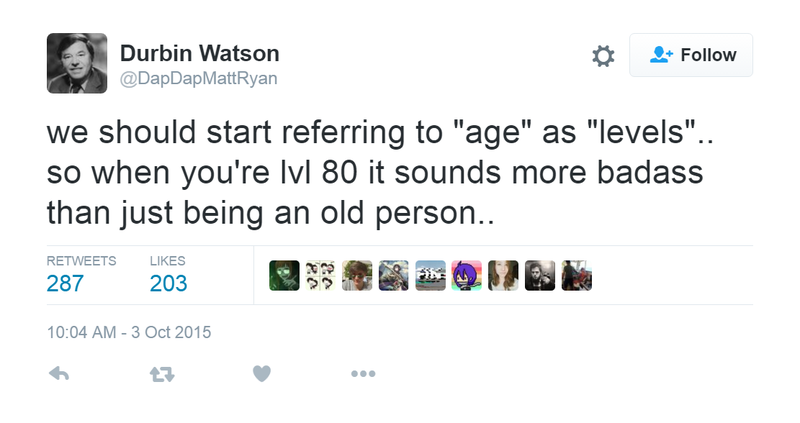 Durbin Watson
@DapDapMattRyan
Follow
we should start referring to "age" as "levels"..
so when you're lvl 80 it sounds more badass
than just being an old person..
RETWEETS LIKES
287 203
10:04 AM - 3 Oct 2015